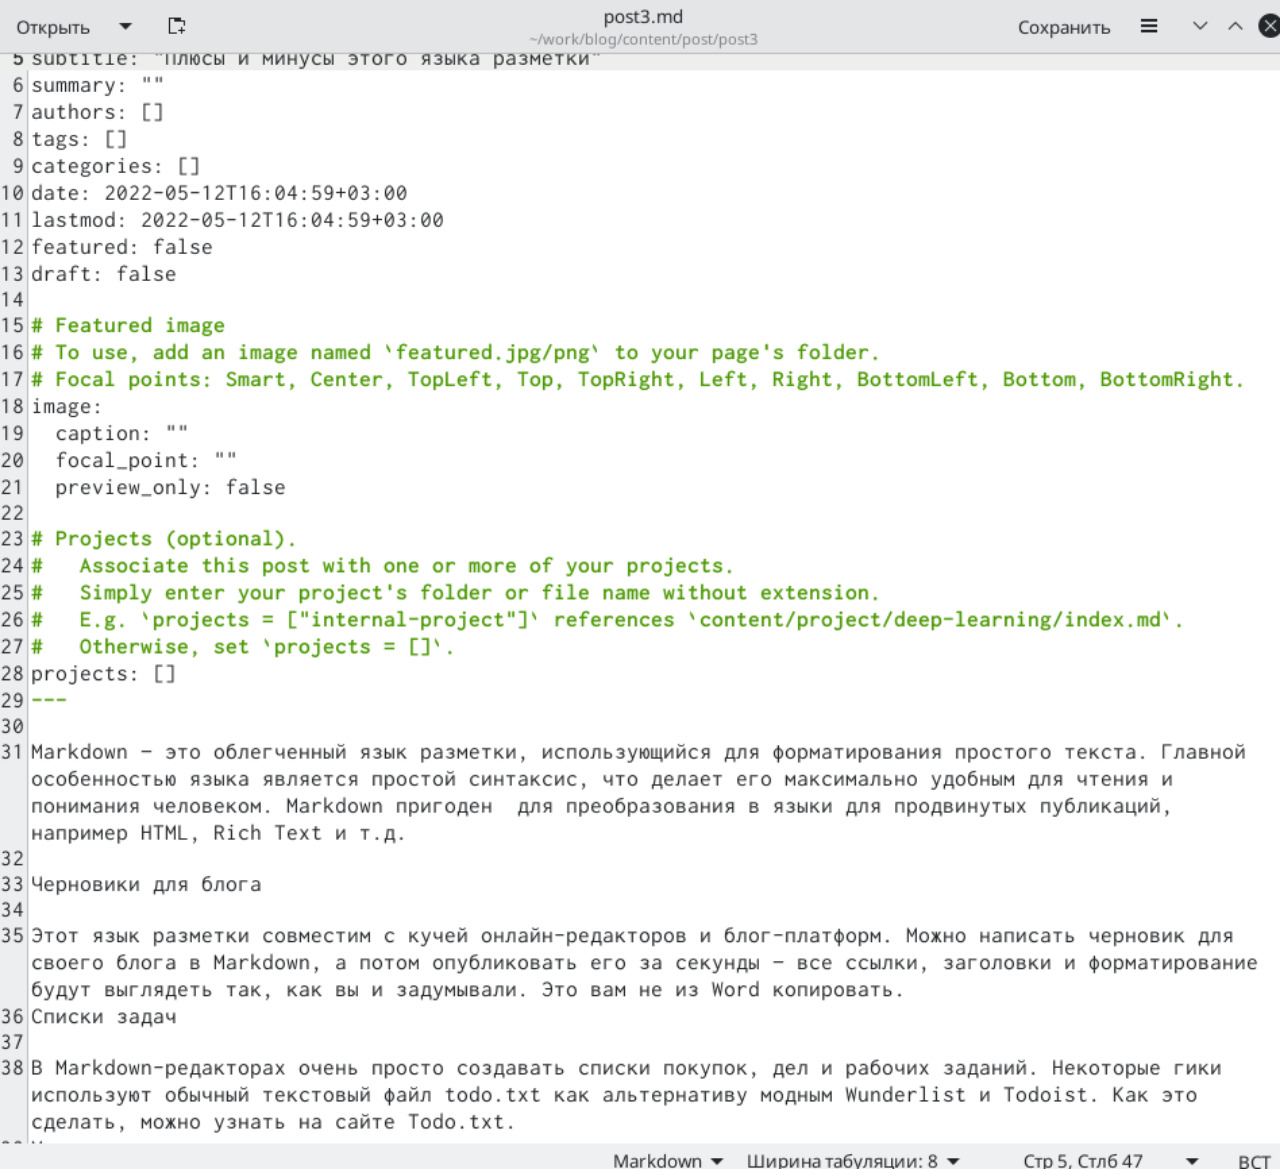 Открыть
post3.md
~/work/blog/content/post/post3
Сохранить
5 subtitle: "Плюсы и минусы этого языка разметки"
6 summary: ""
7 authors: []
8 tags: []
9 categories: []
10 date: 2022-05-12T16:04:59+03:00
11 lastmod: 2022-05-12T16:04:59+03:00
12 featured: false
13 draft: false
14
15 # Featured image
16 # To use, add an image named `featured.jpg/png` to your page's folder.
17 # Focal points: Smart, Center, TopLeft, Top, TopRight, Left, Right, BottomLeft, Bottom, BottomRight.
18 image:
19   caption: ""
20   focal_point: ""
21   preview_only: false
22
23 # Projects (optional).
24 #   Associate this post with one or more of your projects.
25 #   Simply enter your project's folder or file name without extension.
26 #   E.g. `projects = ["internal-project"]` references `content/project/deep-learning/index.md`.
27 #   Otherwise, set `projects = []`.
28 projects: []
29 ---
30
31 Markdown — это облегченный язык разметки, использующийся для форматирования простого текста. Главной
особенностью языка является простой синтаксис, что делает его максимально удобным для чтения и
понимания человеком. Markdown пригоден  для преобразования в языки для продвинутых публикаций,
например HTML, Rich Text и т.д.
32
33 Черновики для блога
34
35 Этот язык разметки совместим с кучей онлайн-редакторов и блог-платформ. Можно написать черновик для
своего блога в Markdown, а потом опубликовать его за секунды — все ссылки, заголовки и форматирование
будут выглядеть так, как вы и задумывали. Это вам не из Word копировать.
36 Списки задач
37
38 В Markdown-редакторах очень просто создавать списки покупок, дел и рабочих заданий. Некоторые гики
используют обычный текстовый файл todo.txt как альтернативу модным Wunderlist и Todoist. Как это
сделать, можно узнать на сайте Todo.txt.
Markdown
Ширина табуляции: 8
Стр 5, Стлб 47
ВСТ